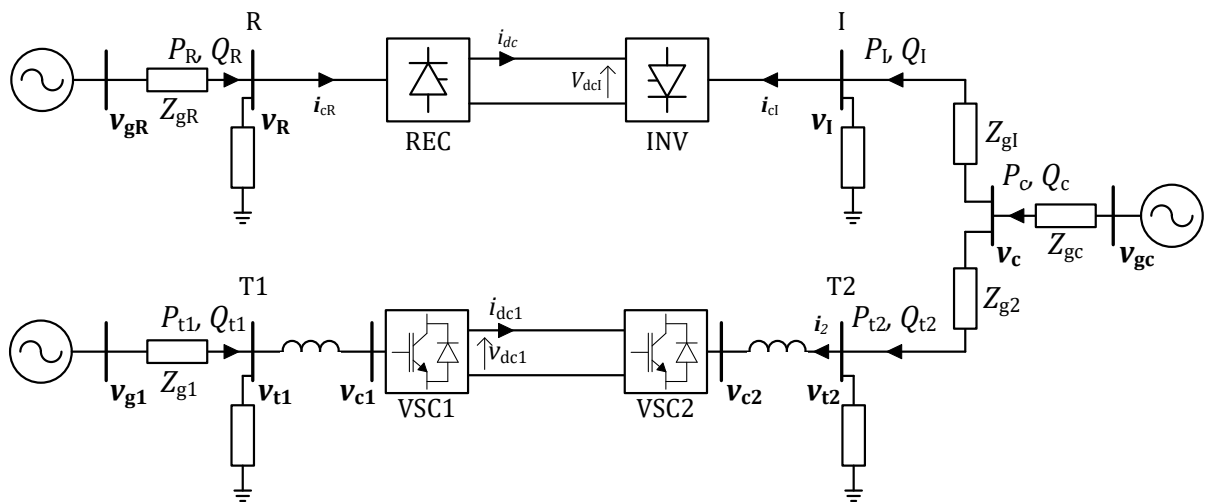 R
I
P_R, Q_R
i_dc
P_I, Q_I
V_dcI
Z_gR
i_cR
i_cI
v_gR
v_R
REC
INV
v_I
Z_gI
P_c, Q_c
v_c
Z_gc
v_gc
T1
T2
Z_g2
P_t1, Q_t1
i_dc1
i_2
P_t2, Q_t2
v_dc1
Z_g1
v_g1
v_t1
v_c1
VSC1
VSC2
v_c2
v_t2